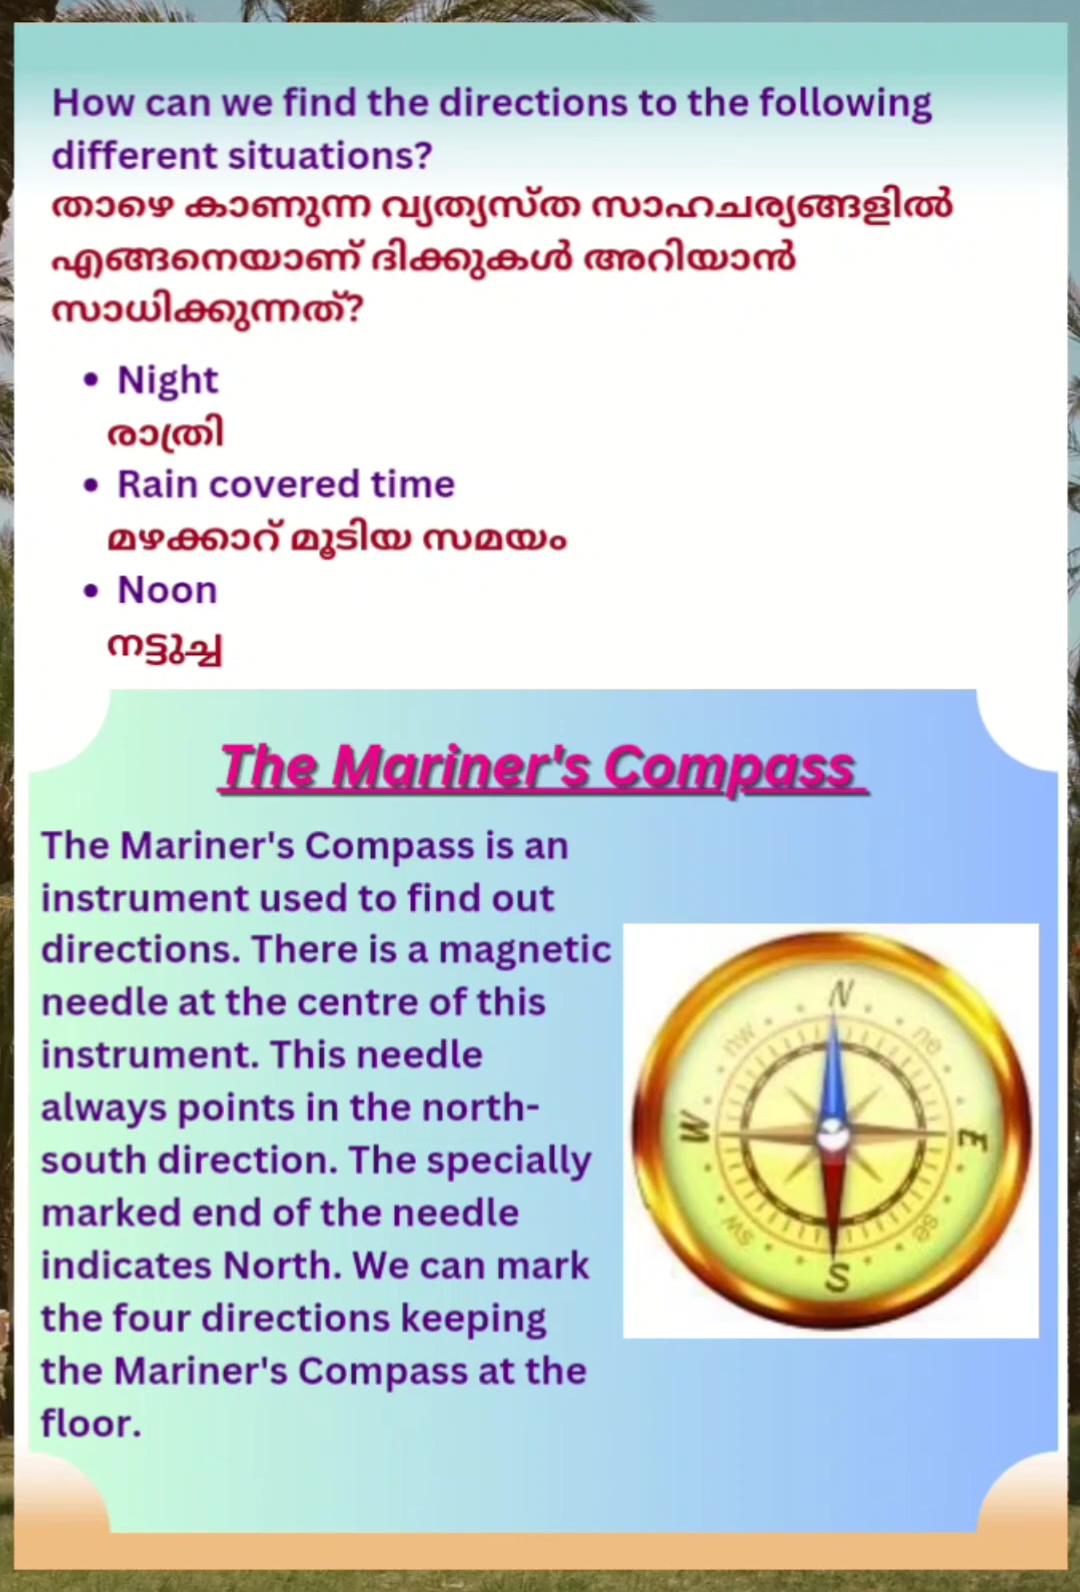 How can we find the directions to the following
different situations?
താഴെ കാണുന്ന വ്യത്യസ്ത സാഹചര്യങ്ങളിൽ
എങ്ങനെയാണ് ദിക്കുകൾ അറിയാൻ
സാധിക്കുന്നത്?
• Night
രാത്രി
• Rain covered time
മഴക്കാറ് മൂടിയ സമയം
• Noon
നട്ടുച്ച
The Mariner's Compass
The Mariner's Compass is an
instrument used to find out
directions. There is a magnetic
needle at the centre of this
instrument. This needle
always points in the north-
south direction. The specially
marked end of the needle
indicates North. We can mark
the four directions keeping
the Mariner's Compass at the
floor.
N
nw
ne
W
E
sw
se
S